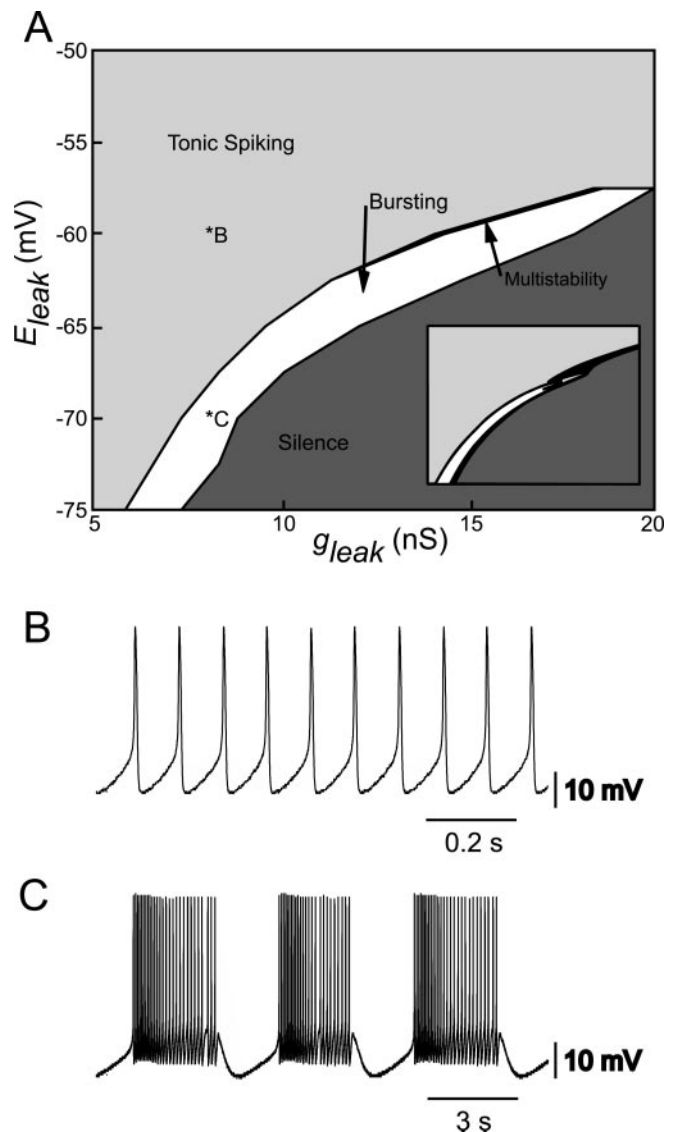 A
-50
-55
-60
-65
-70
-75
E_leak (mV)
Tonic Spiking
*B
Bursting
Multistability
*C
Silence
5
10
15
20
g_leak (nS)
B
10 mV
0.2 s
C
10 mV
3 s